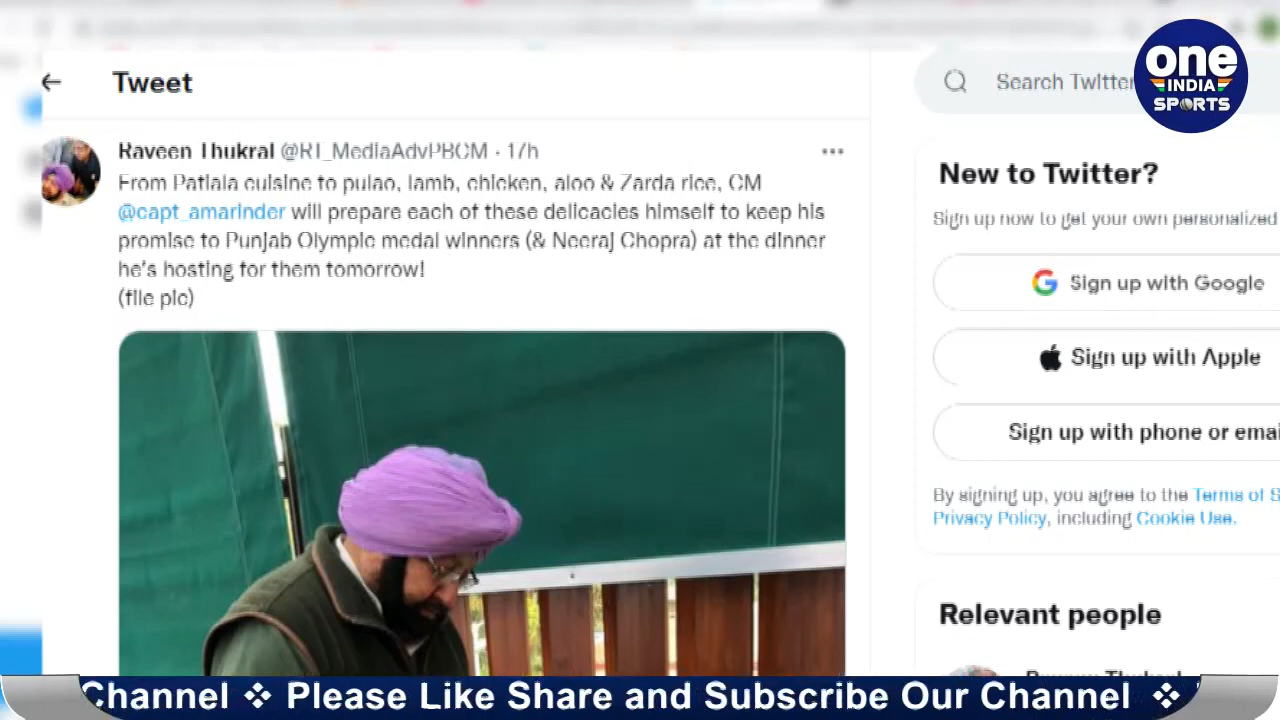 Tweet
Search Twitter
one
INDIA
SPORTS
Raveen Thukral @RT_MediaAdvPBCM · 17h
From Patiala cuisine to pulao, lamb, chicken, aloo & Zarda rice, CM
@capt_amarinder will prepare each of these delicacies himself to keep his
promise to Punjab Olympic medal winners (& Neeraj Chopra) at the dinner
he's hosting for them tomorrow!
(file pic)
New to Twitter?
Sign up now to get your own personalized
Sign up with Google
Sign up with Apple
Sign up with phone or emai
By signing up, you agree to the Terms of S
Privacy Policy, including Cookie Use.
Relevant people
Channel ❖ Please Like Share and Subscribe Our Channel ❖